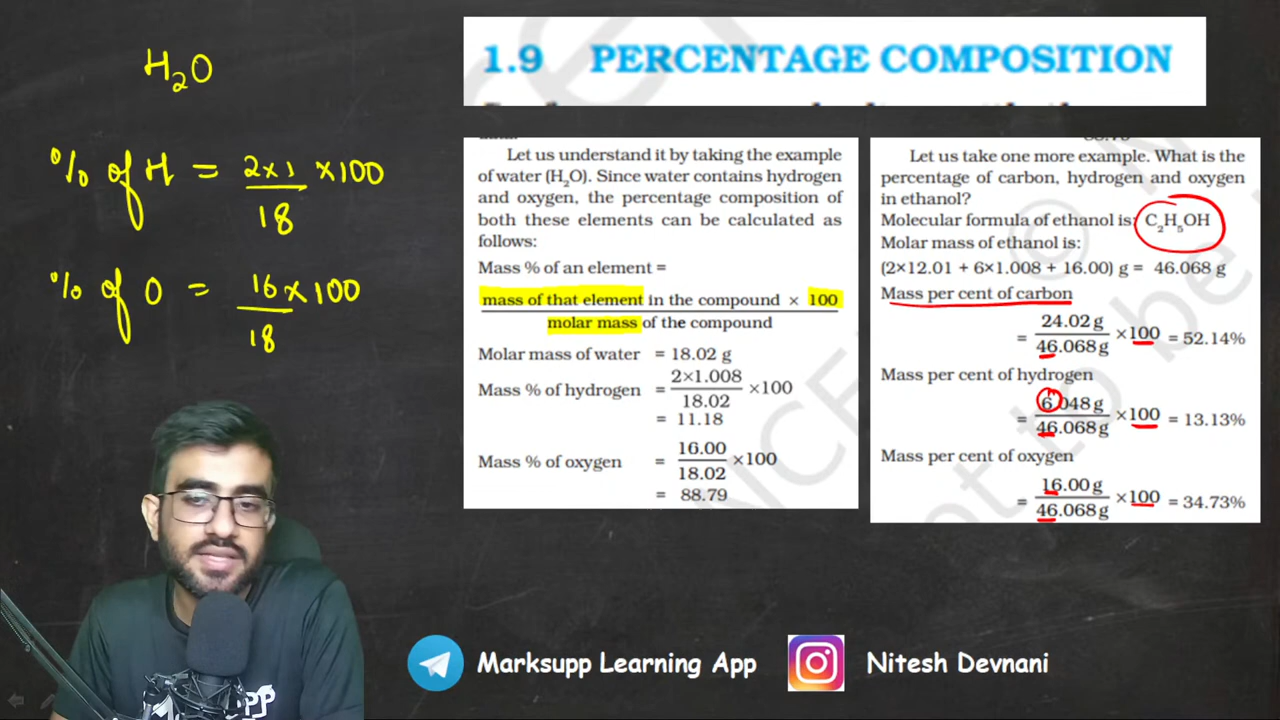 H₂O
% of H = 2×1/18 ×100
% of O = 16/18 ×100
1.9 PERCENTAGE COMPOSITION
Let us understand it by taking the example
of water (H₂O). Since water contains hydrogen
and oxygen, the percentage composition of
both these elements can be calculated as
follows:
Mass % of an element =
mass of that element in the compound × 100
molar mass of the compound
Molar mass of water = 18.02 g
Mass % of hydrogen = 2×1.008/18.02 ×100
= 11.18
Mass % of oxygen = 16.00/18.02 ×100
= 88.79
Let us take one more example. What is the
percentage of carbon, hydrogen and oxygen
in ethanol?
Molecular formula of ethanol is: C₂H₅OH
Molar mass of ethanol is:
(2×12.01 + 6×1.008 + 16.00) g = 46.068 g
Mass per cent of carbon
= 24.02 g/46.068 g ×100 = 52.14%
Mass per cent of hydrogen
= 6.048 g/46.068 g ×100 = 13.13%
Mass per cent of oxygen
= 16.00 g/46.068 g ×100 = 34.73%
Marksupp Learning App
Nitesh Devnani